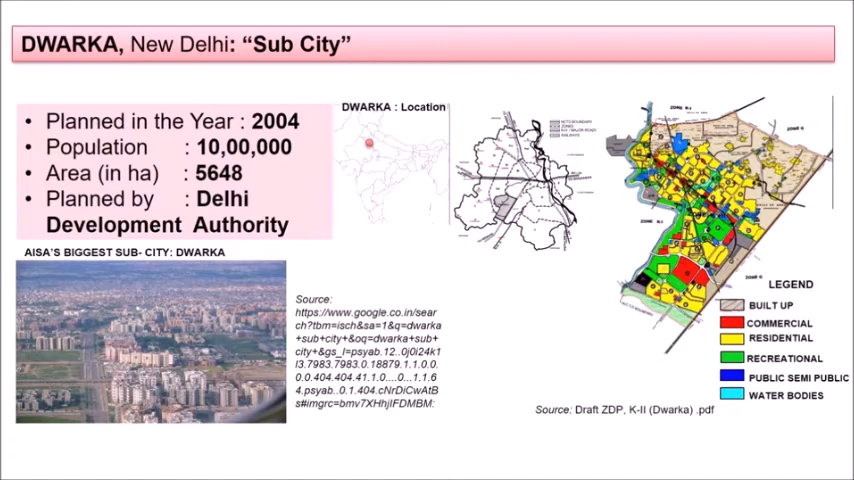 DWARKA, New Delhi: “Sub City”
• Planned in the Year : 2004
• Population : 10,00,000
• Area (in ha) : 5648
• Planned by : Delhi
Development Authority
AISA'S BIGGEST SUB- CITY: DWARKA
Source:
https://www.google.co.in/sear
ch?tbm=isch&sa=1&q=dwarka
+sub+city+&oq=dwarka+sub+
city+&gs_l=psyab.12..0j0i24k1
l3.7983.7983.0.18879.1.1.0.0.
0.0.404.404.41.1.0....0...1.1.6
4.psyab..0.1.404.cNrDiCwAtB
s#imgrc=bmv7XHhjIFDMBM:
DWARKA : Location
LEGEND
BUILT UP
COMMERCIAL
RESIDENTIAL
RECREATIONAL
PUBLIC SEMI PUBLIC
WATER BODIES
Source: Draft ZDP, K-II (Dwarka) .pdf